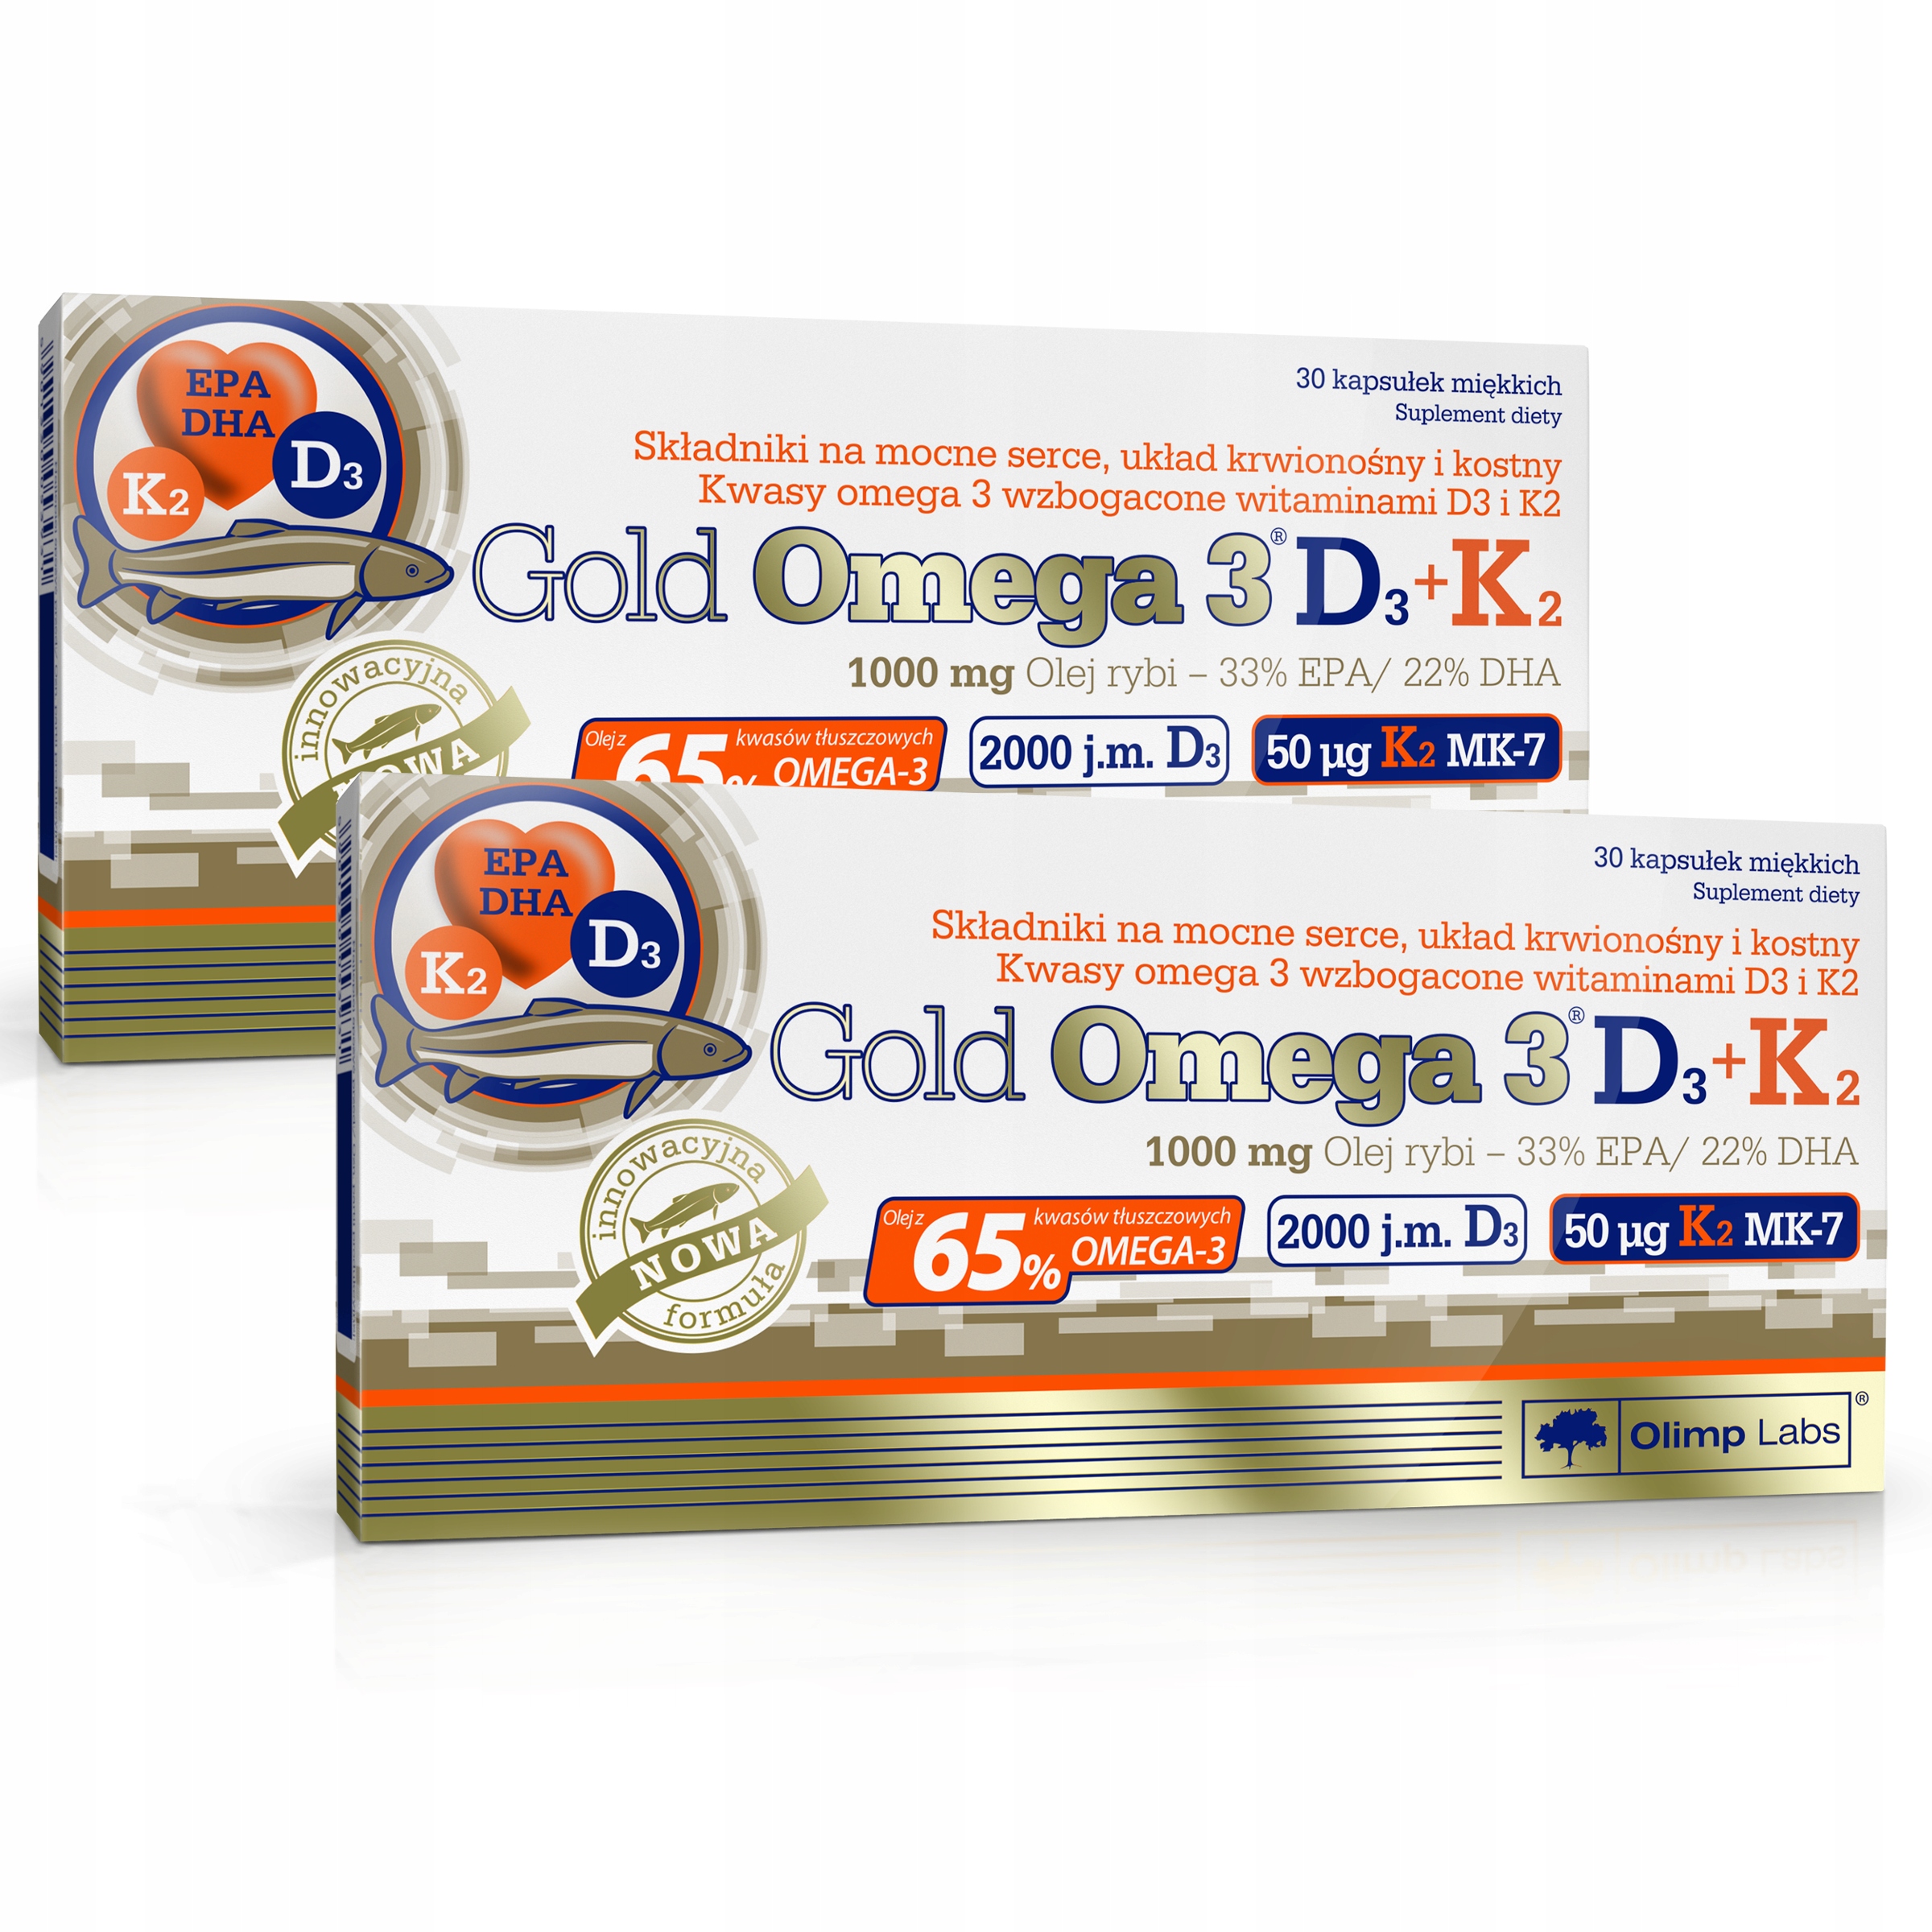 EPA
DHA
D3
K2
30 kapsułek miękkich
Suplement diety
Składniki na mocne serce, układ krwionośny i kostny
Kwasy omega 3 wzbogacone witaminami D3 i K2
Gold Omega 3® D3+K2
1000 mg Olej rybi – 33% EPA/ 22% DHA
innowacyjna
Olej z 65% kwasów tłuszczowych
OMEGA-3
2000 j.m. D3
50 µg K2 MK-7
EPA
DHA
D3
K2
30 kapsułek miękkich
Suplement diety
Składniki na mocne serce, układ krwionośny i kostny
Kwasy omega 3 wzbogacone witaminami D3 i K2
Gold Omega 3® D3+K2
1000 mg Olej rybi – 33% EPA/ 22% DHA
innowacyjna
NOWA
formuła
Olej z 65% kwasów tłuszczowych
OMEGA-3
2000 j.m. D3
50 µg K2 MK-7
Olimp Labs®